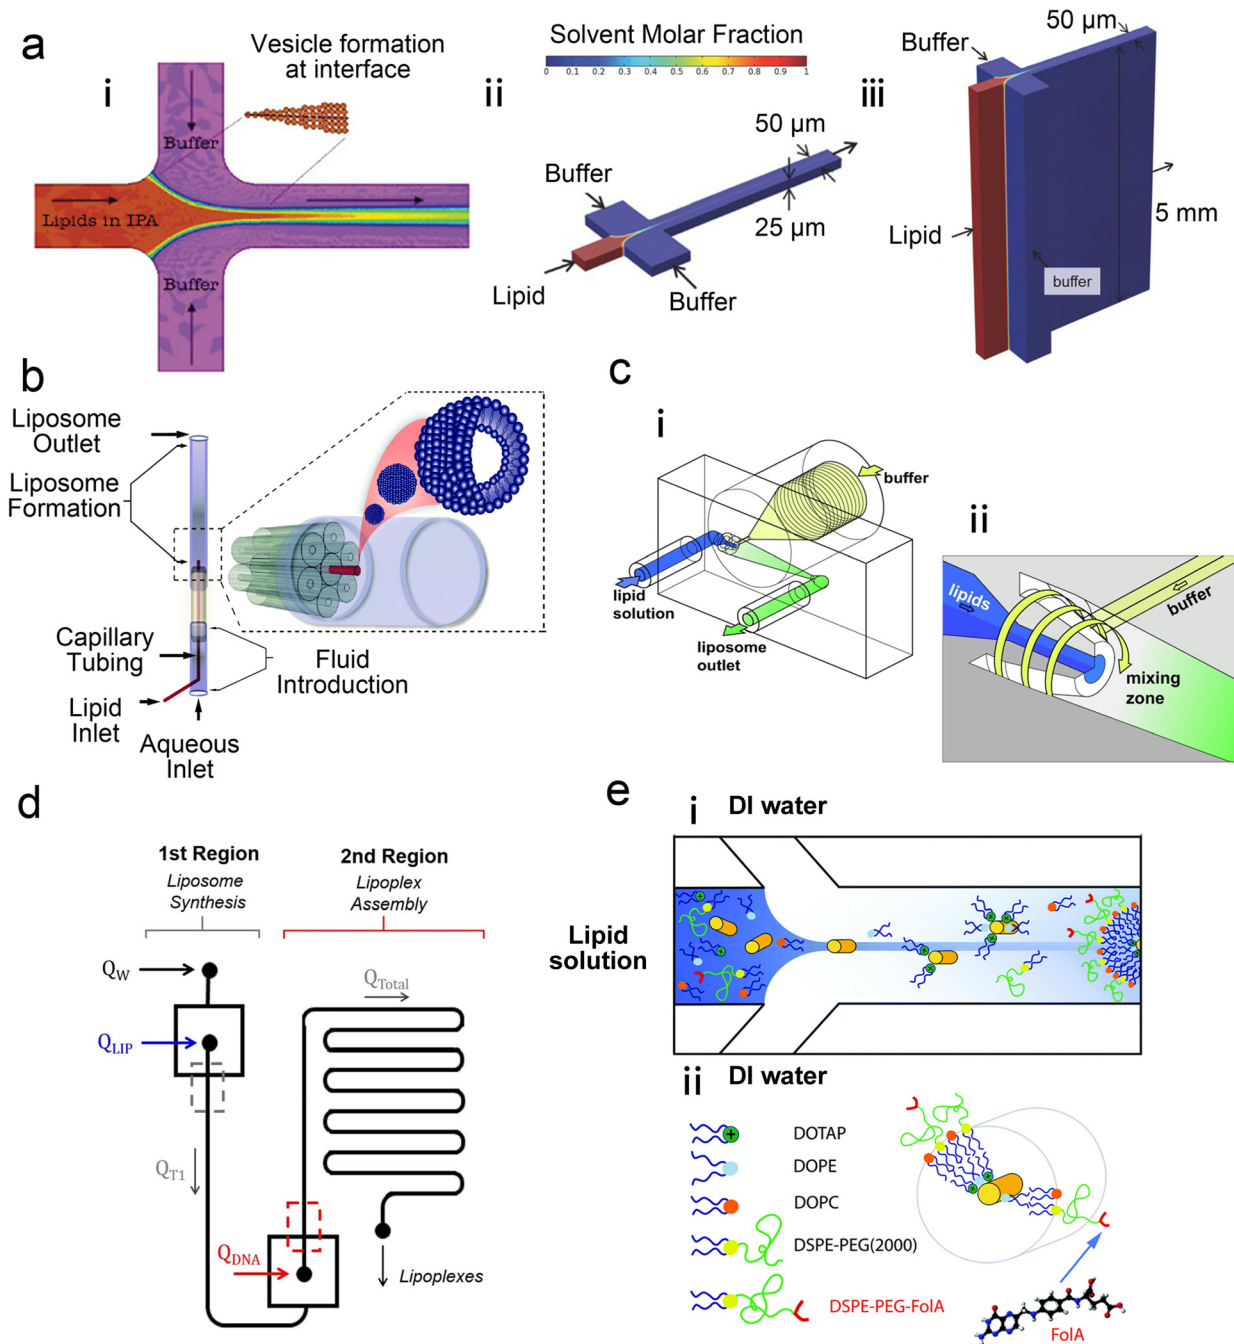 a
i
Vesicle formation
at interface
Buffer
Lipids in IPA
Buffer
Solvent Molar Fraction
0 0.1 0.2 0.3 0.4 0.5 0.6 0.7 0.8 0.9 1
ii
50 µm
Buffer
25 µm
Lipid
Buffer
iii
50 µm
Buffer
5 mm
Lipid
buffer
b
Liposome
Outlet
Liposome
Formation
Capillary
Tubing
Lipid
Inlet
Aqueous
Inlet
Fluid
Introduction
c
i
buffer
lipid
solution
liposome
outlet
ii
lipids
buffer
mixing
zone
d
1st Region
Liposome
Synthesis
2nd Region
Lipoplex
Assembly
Q_W
Q_Total
Q_LIP
Q_T1
Q_DNA
Lipoplexes
e
i
DI water
Lipid
solution
DI water
ii
+ DOTAP
DOPE
DOPC
DSPE-PEG(2000)
DSPE-PEG-FolA
FolA